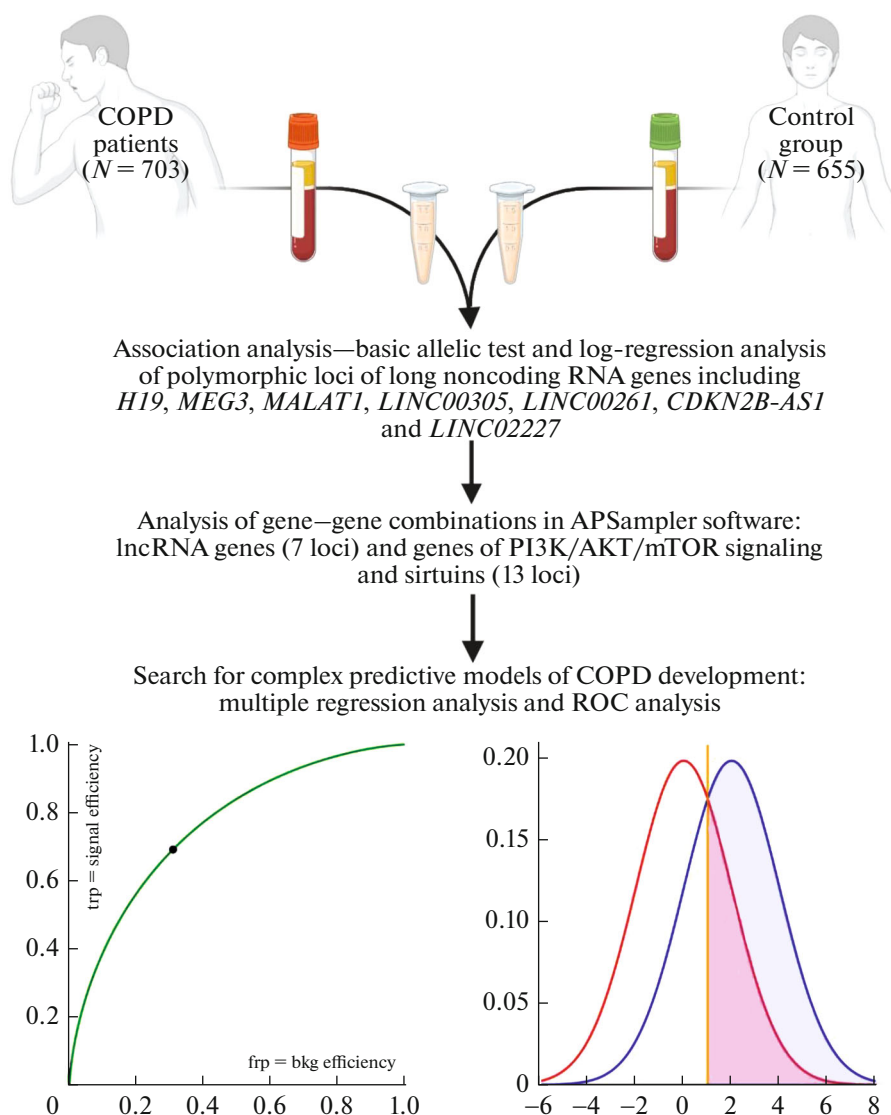 COPD
patients
(N = 703)
Control
group
(N = 655)
Association analysis—basic allelic test and log-regression analysis
of polymorphic loci of long noncoding RNA genes including
H19, MEG3, MALAT1, LINC00305, LINC00261, CDKN2B-AS1
and LINC02227
Analysis of gene—gene combinations in APSampler software:
lncRNA genes (7 loci) and genes of PI3K/AKT/mTOR signaling
and sirtuins (13 loci)
Search for complex predictive models of COPD development:
multiple regression analysis and ROC analysis
1.0
0.8
0.6
0.4
0.2
0
trp = signal efficiency
frp = bkg efficiency
0.2 0.4 0.6 0.8 1.0
0.20
0.15
0.10
0.05
0
−6 −4 −2 0 2 4 6 8